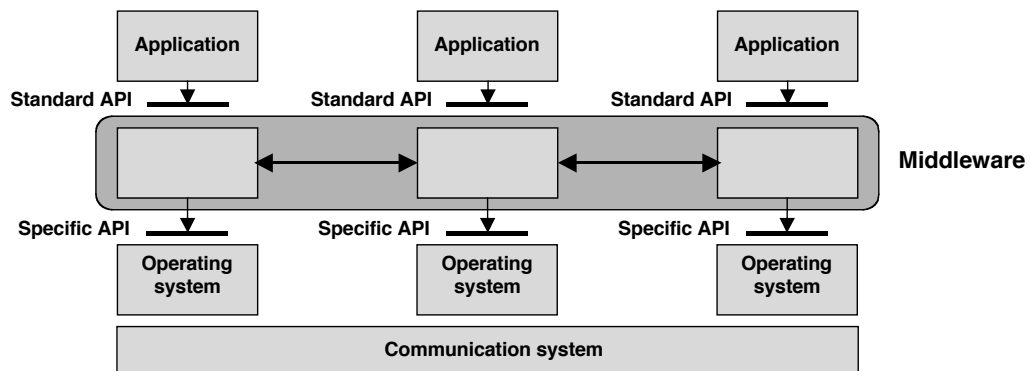 Application
Application
Application
Standard API
Standard API
Standard API
Middleware
Specific API
Specific API
Specific API
Operating
system
Operating
system
Operating
system
Communication system